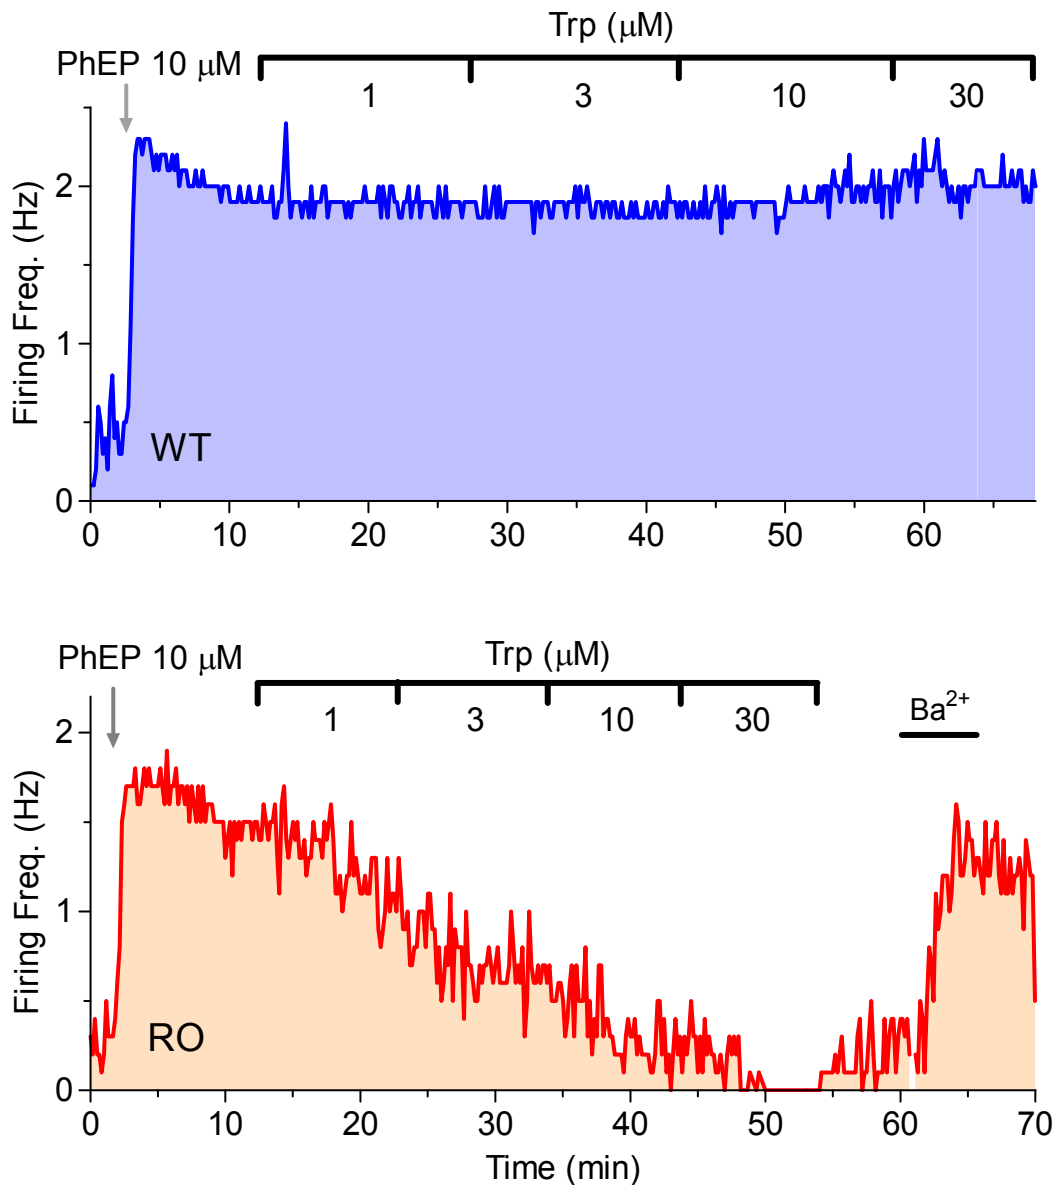 Trp (μM)
PhEP 10 μM
1 3 10 30
2
1
0
Firing Freq. (Hz)
WT
0 10 20 30 40 50 60
PhEP 10 μM
Trp (μM)
1 3 10 30
Ba²⁺
2
1
0
Firing Freq. (Hz)
RO
0 10 20 30 40 50 60 70
Time (min)